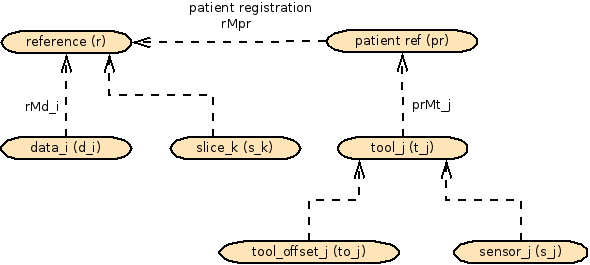 patient registration
rMpr
reference (r)
patient ref (pr)
rMd_i
prMt_j
data_i (d_i)
slice_k (s_k)
tool_j (t_j)
tool_offset_j (to_j)
sensor_j (s_j)